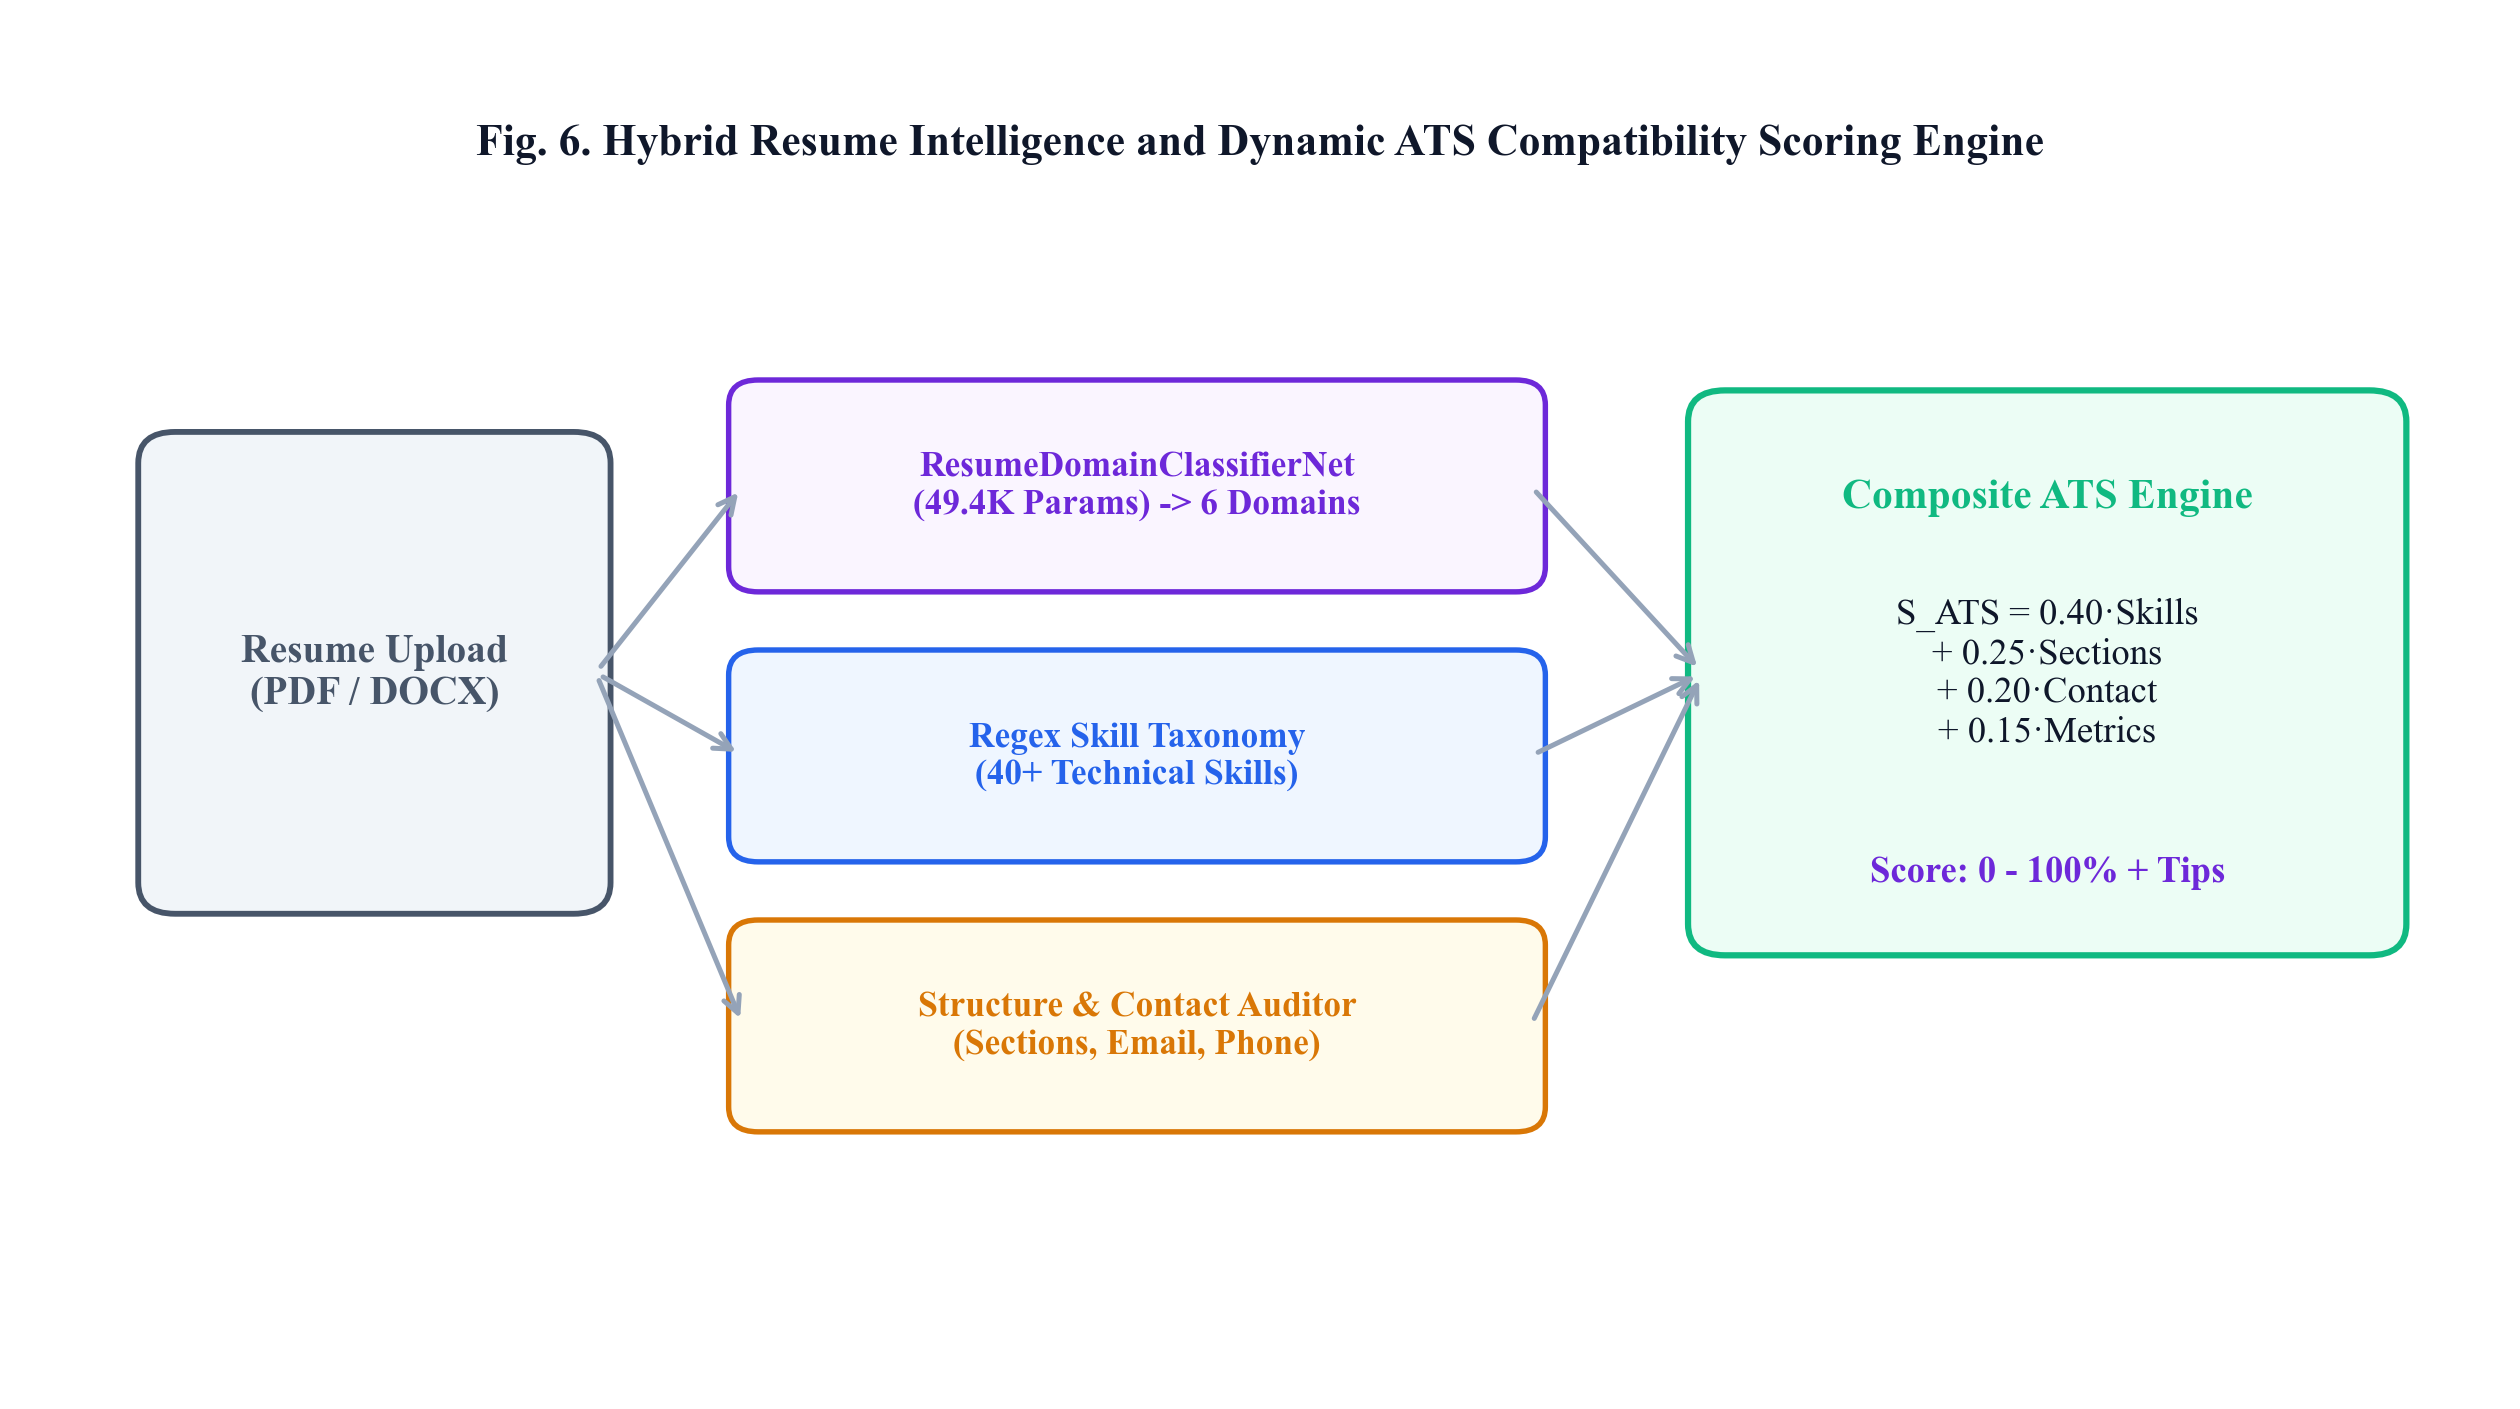 Fig. 6. Hybrid Resume Intelligence and Dynamic ATS Compatibility Scoring Engine
Resume Upload
(PDF / DOCX)
ResumeDomainClassifierNet
(49.4K Params) -> 6 Domains
Regex Skill Taxonomy
(40+ Technical Skills)
Structure & Contact Auditor
(Sections, Email, Phone)
Composite ATS Engine
S_ATS = 0.40·Skills
+ 0.25·Sections
+ 0.20·Contact
+ 0.15·Metrics
Score: 0 - 100% + Tips